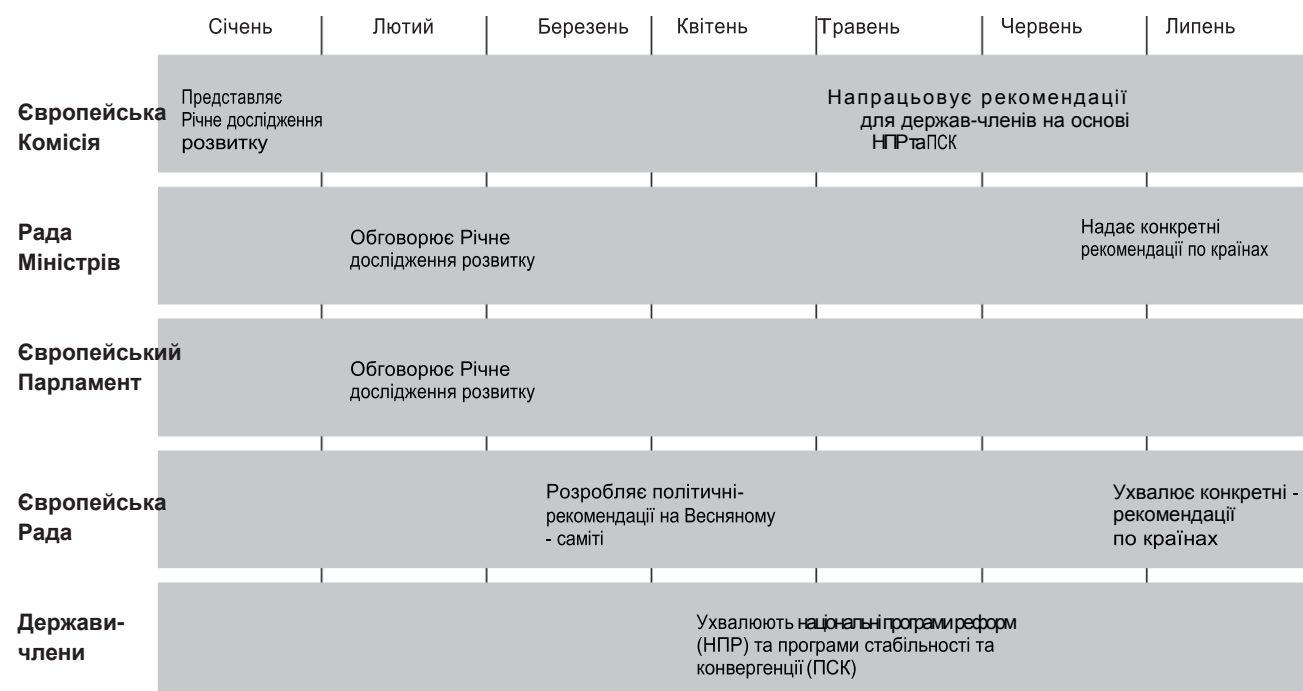 Січень Лютий Березень Квітень Травень Червень Липень
Європейська
Комісія
Представляє
Річне дослідження
розвитку
Напрацьовує рекомендації
для держав-членів на основі
НПР та ПСК
Рада
Міністрів
Обговорює Річне
дослідження розвитку
Надає конкретні
рекомендації по країнах
Європейський
Парламент
Обговорює Річне
дослідження розвитку
Європейська
Рада
Розробляє політичні-
рекомендації на Весняному
- саміті
Ухвалює конкретні -
рекомендації
по країнах
Держави-
члени
Ухвалюють національні програми реформ
(НПР) та програми стабільності та
конвергенції (ПСК)